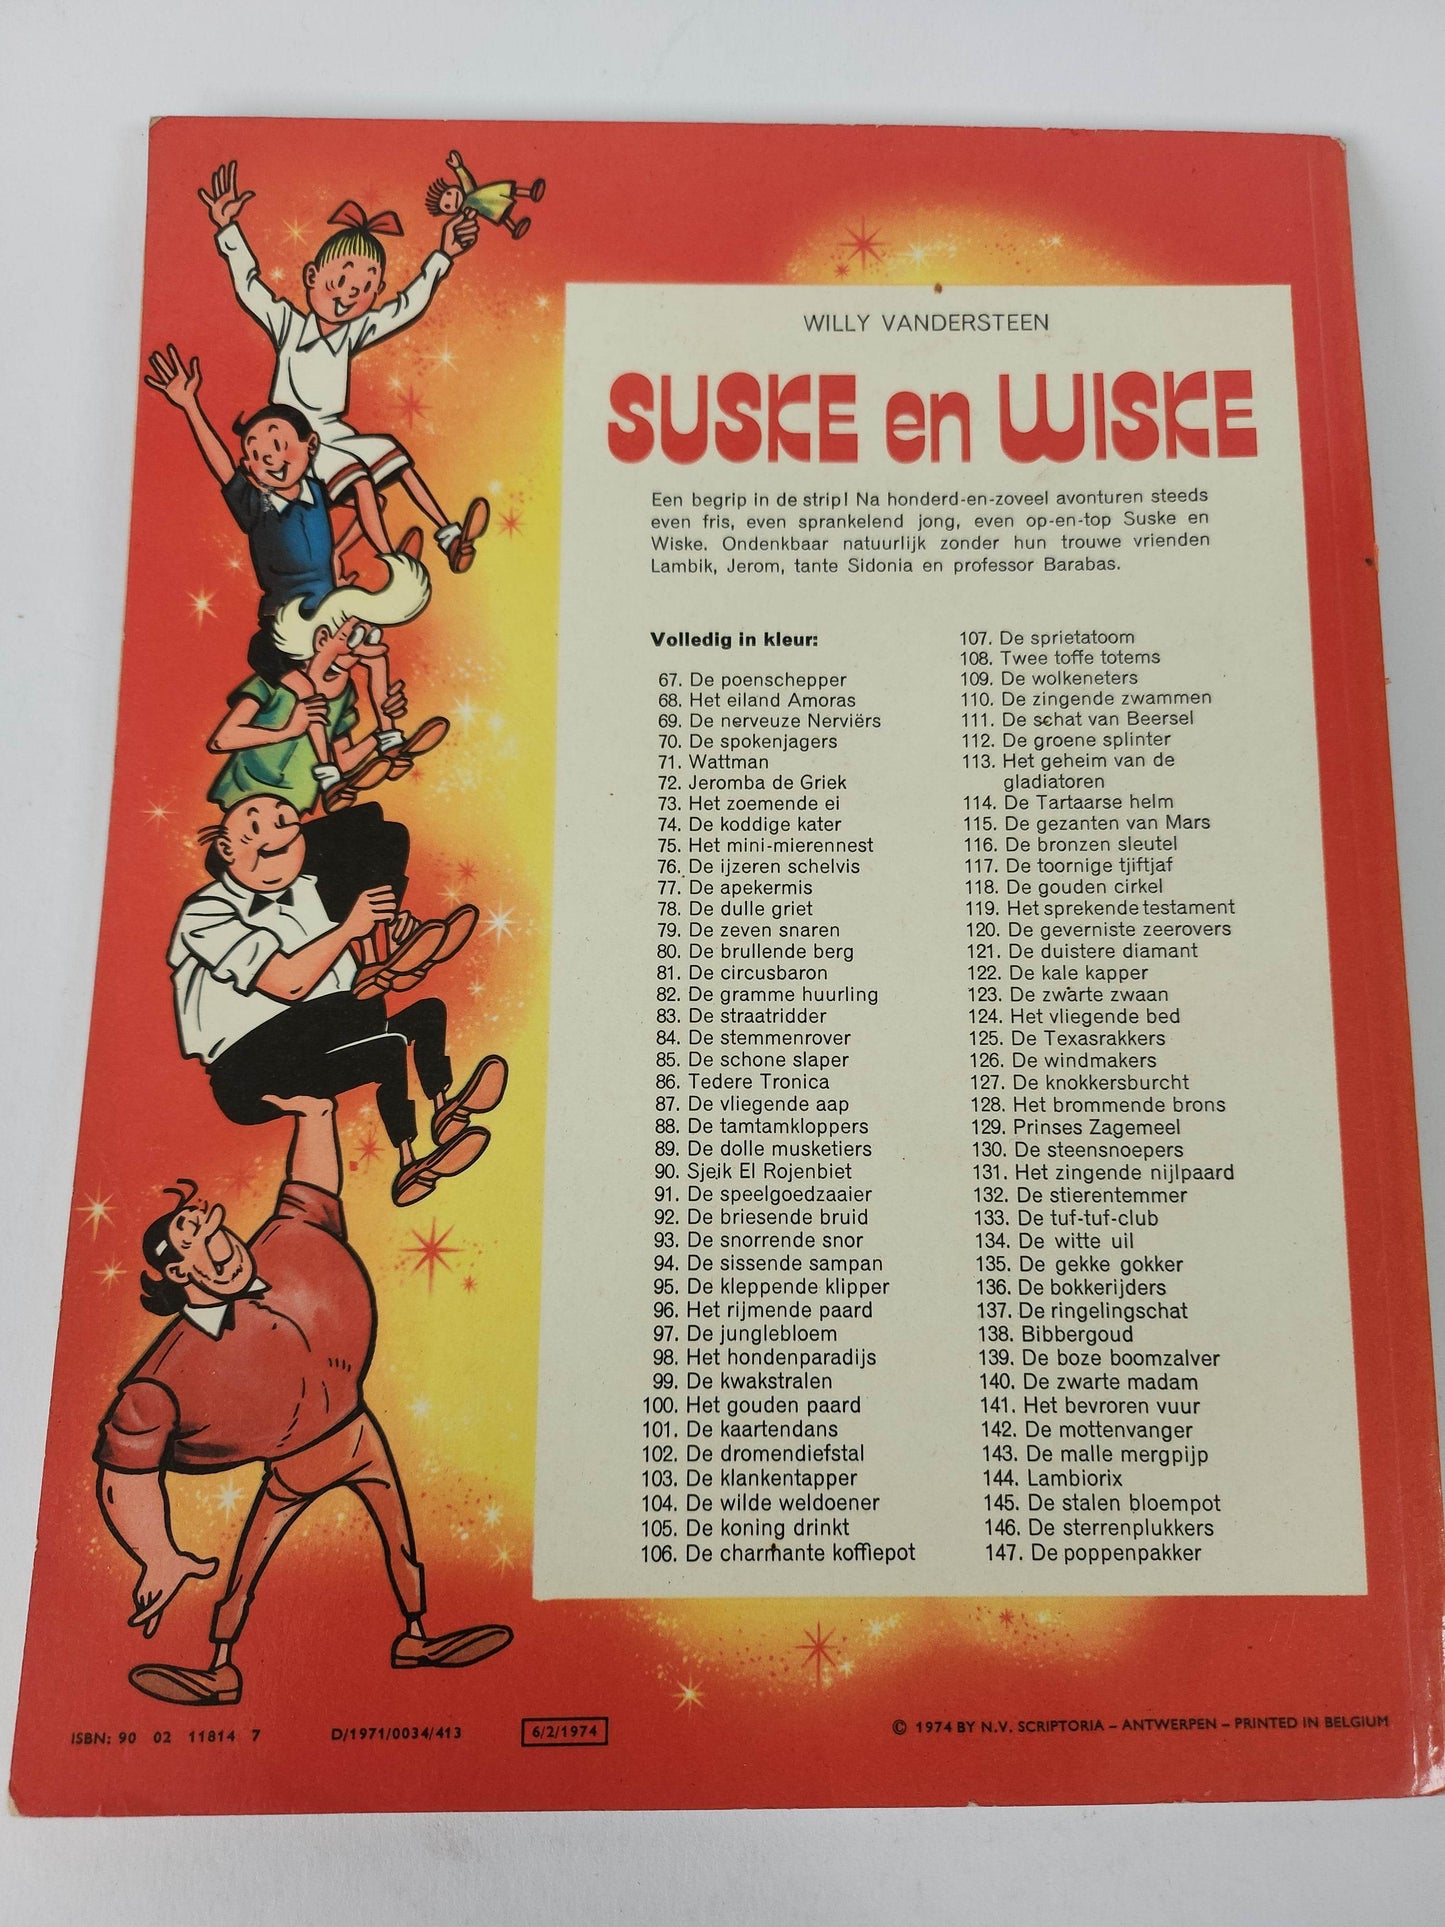 WILLY VANDERSTEEN
SUSKE en WISKE
Een begrip in de strip! Na honderd-en-zoveel avonturen steeds
even fris, even sprankelend jong, even op-en-top Suske en
Wiske. Ondenkbaar natuurlijk zonder hun trouwe vrienden
Lambik, Jerom, tante Sidonia en professor Barabas.
Volledig in kleur:
67. De poenschepper
68. Het eiland Amoras
69. De nerveuze Nerviërs
70. De spokenjagers
71. Wattman
72. Jeromba de Griek
73. Het zoemende ei
74. De koddige kater
75. Het mini-mierennest
76. De ijzeren schelvis
77. De apekermis
78. De dulle griet
79. De zeven snaren
80. De brullende berg
81. De circusbaron
82. De gramme huurling
83. De straatridder
84. De stemmenrover
85. De schone slaper
86. Tedere Tronica
87. De vliegende aap
88. De tamtamkloppers
89. De dolle musketiers
90. Sjeik El Rojenbiet
91. De speelgoedzaaier
92. De briesende bruid
93. De snorrende snor
94. De sissende sampan
95. De kleppende klipper
96. Het rijmende paard
97. De junglebloem
98. Het hondenparadijs
99. De kwakstralen
100. Het gouden paard
101. De kaartendans
102. De dromendiefstal
103. De klankentapper
104. De wilde weldoener
105. De koning drinkt
106. De charmante koffiepot
107. De sprietatoom
108. Twee toffe totems
109. De wolkeneters
110. De zingende zwammen
111. De schat van Beersel
112. De groene splinter
113. Het geheim van de
gladiatoren
114. De Tartaarse helm
115. De gezanten van Mars
116. De bronzen sleutel
117. De toornige tjiftjaf
118. De gouden cirkel
119. Het sprekende testament
120. De geverniste zeerovers
121. De duistere diamant
122. De kale kapper
123. De zwarte zwaan
124. Het vliegende bed
125. De Texasrakkers
126. De windmakers
127. De knokkersburcht
128. Het brommende brons
129. Prinses Zagemeel
130. De steensnoepers
131. Het zingende nijlpaard
132. De stierentemmer
133. De tuf-tuf-club
134. De witte uil
135. De gekke gokker
136. De bokkerijders
137. De ringelingschat
138. Bibbergoud
139. De boze boomzalver
140. De zwarte madam
141. Het bevroren vuur
142. De mottenvanger
143. De malle mergpijp
144. Lambiorix
145. De stalen bloempot
146. De sterrenplukkers
147. De poppenpakker
ISBN: 90 02 11814 7 D/1971/0034/413 6/2/1974 © 1974 BY N.V. SCRIPTORIA – ANTWERPEN – PRINTED IN BELGIUM